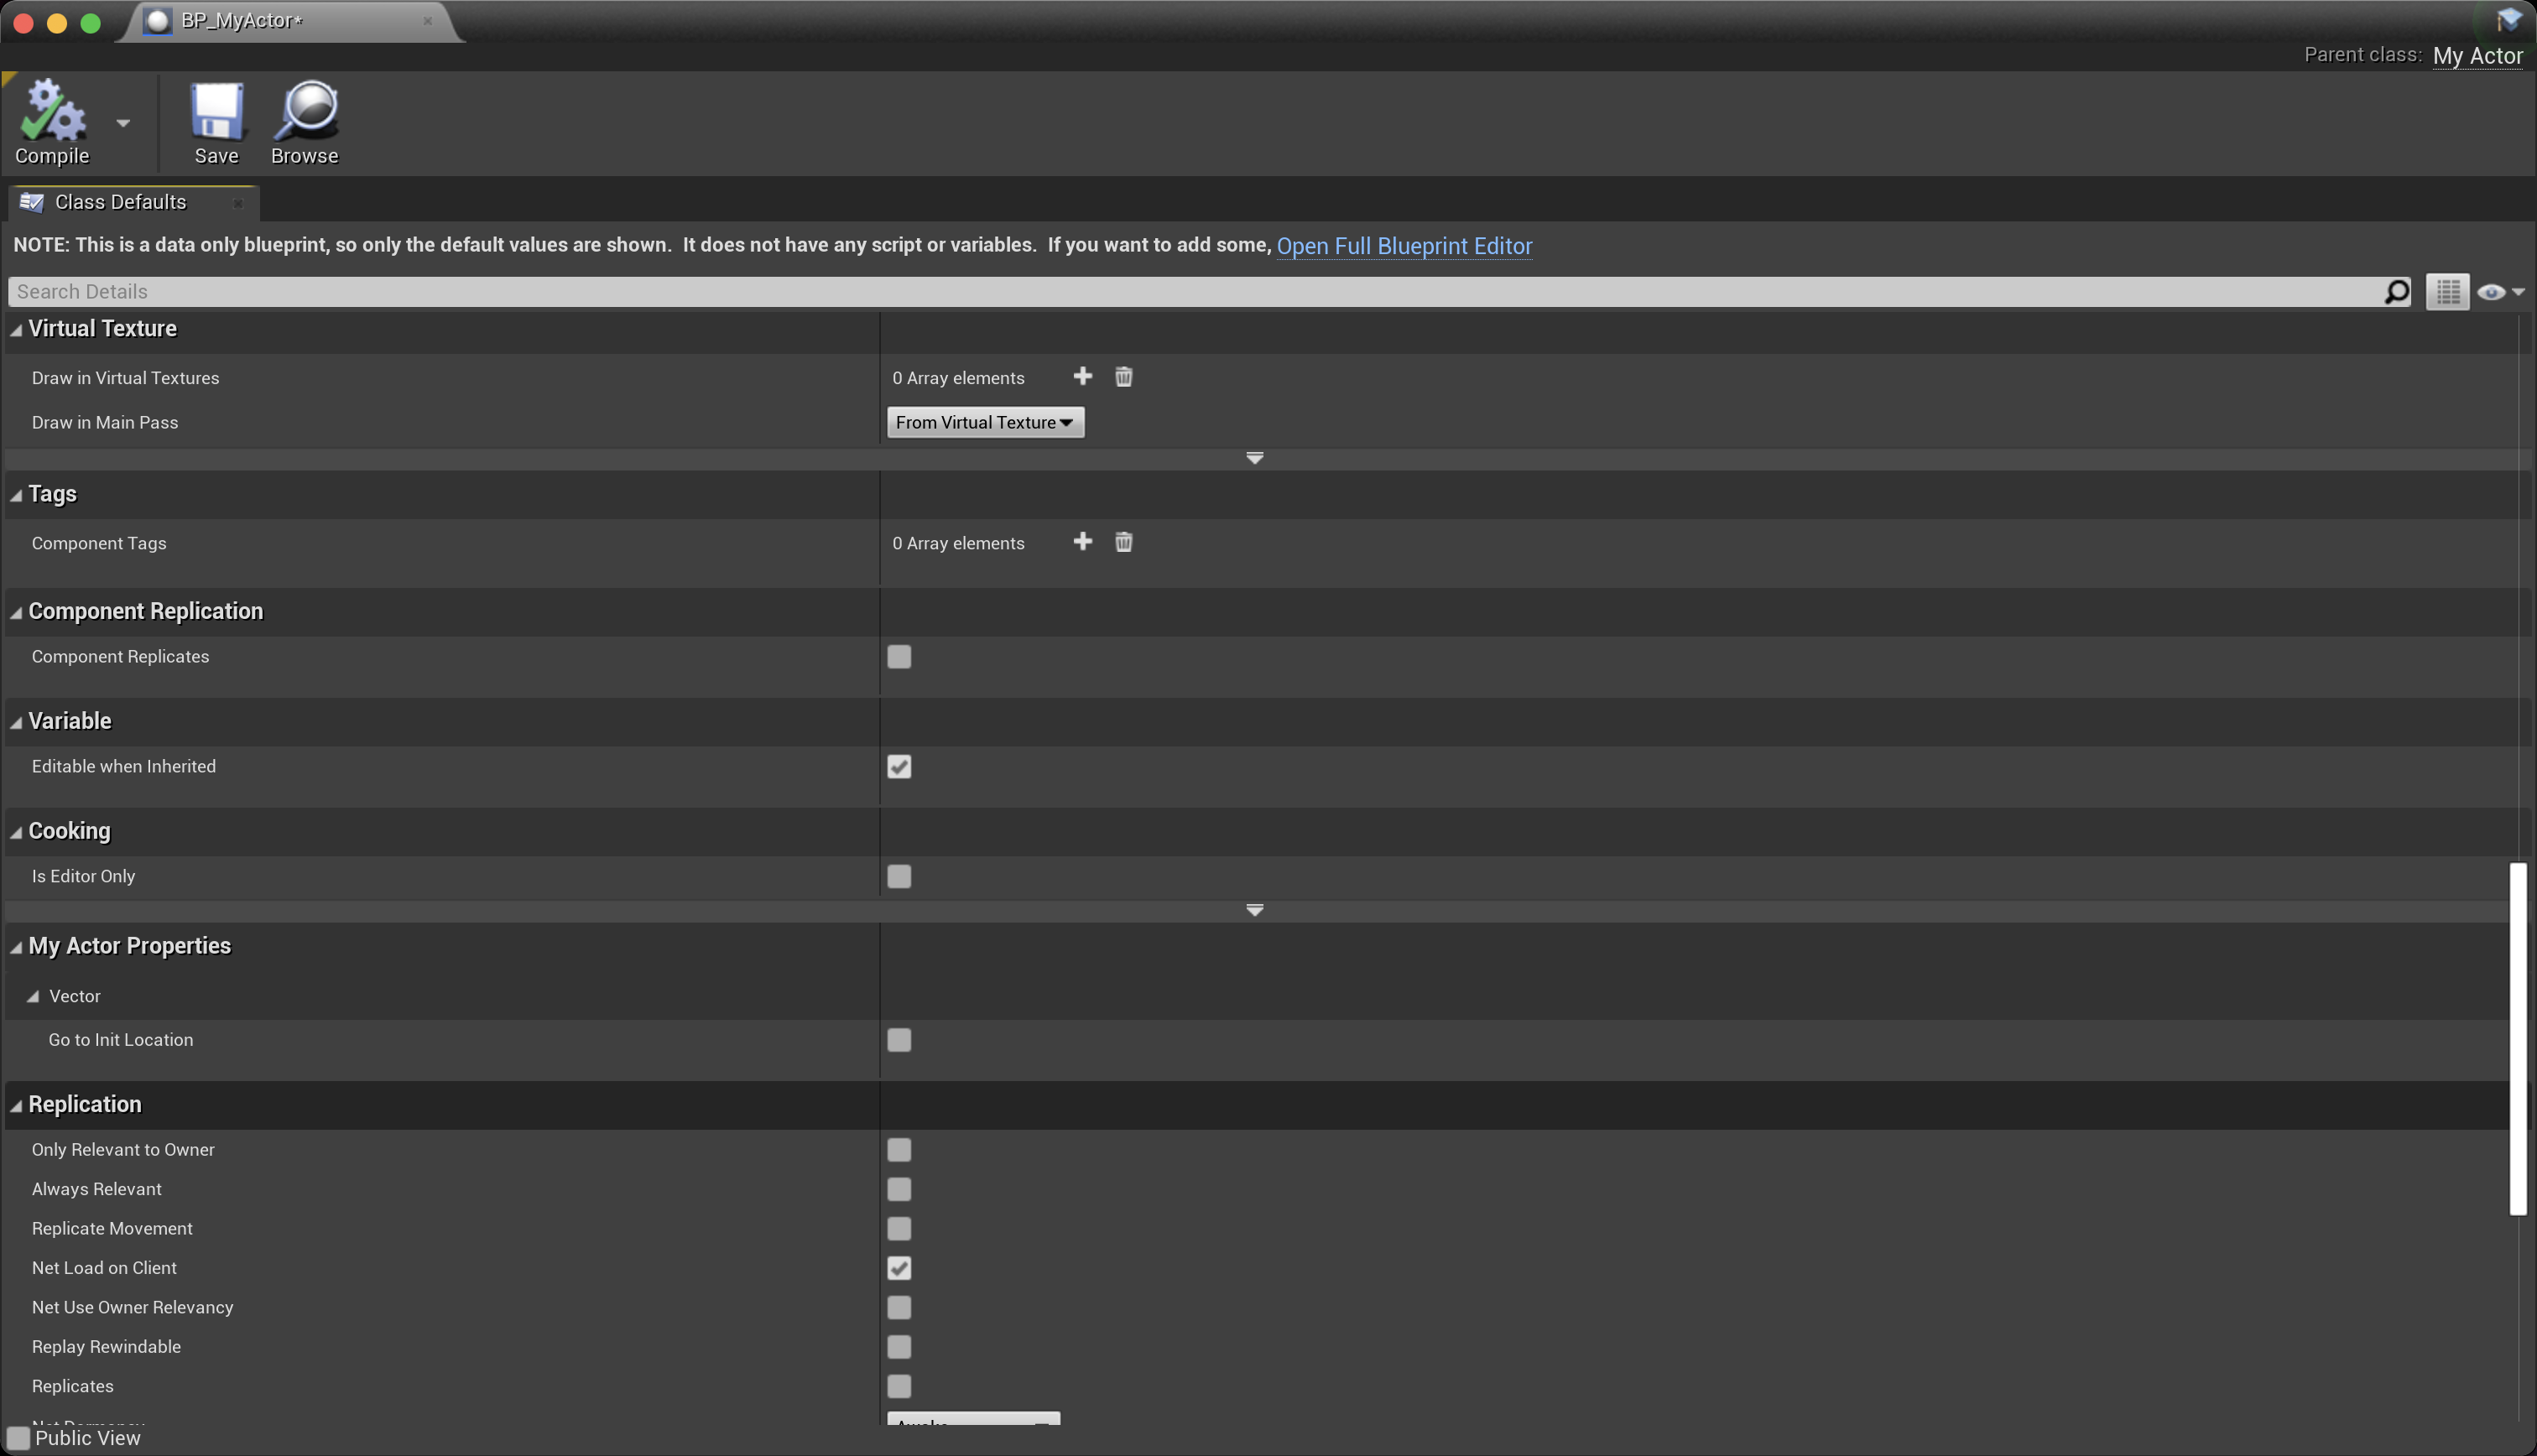 BP_MyActor*
Parent class: My Actor
Compile
Save
Browse
Class Defaults
NOTE: This is a data only blueprint, so only the default values are shown. It does not have any script or variables. If you want to add some, Open Full Blueprint Editor
Search Details
Virtual Texture
Draw in Virtual Textures 0 Array elements
Draw in Main Pass From Virtual Texture
Tags
Component Tags 0 Array elements
Component Replication
Component Replicates
Variable
Editable when Inherited
Cooking
Is Editor Only
My Actor Properties
Vector
Go to Init Location
Replication
Only Relevant to Owner
Always Relevant
Replicate Movement
Net Load on Client
Net Use Owner Relevancy
Replay Rewindable
Replicates
Public View